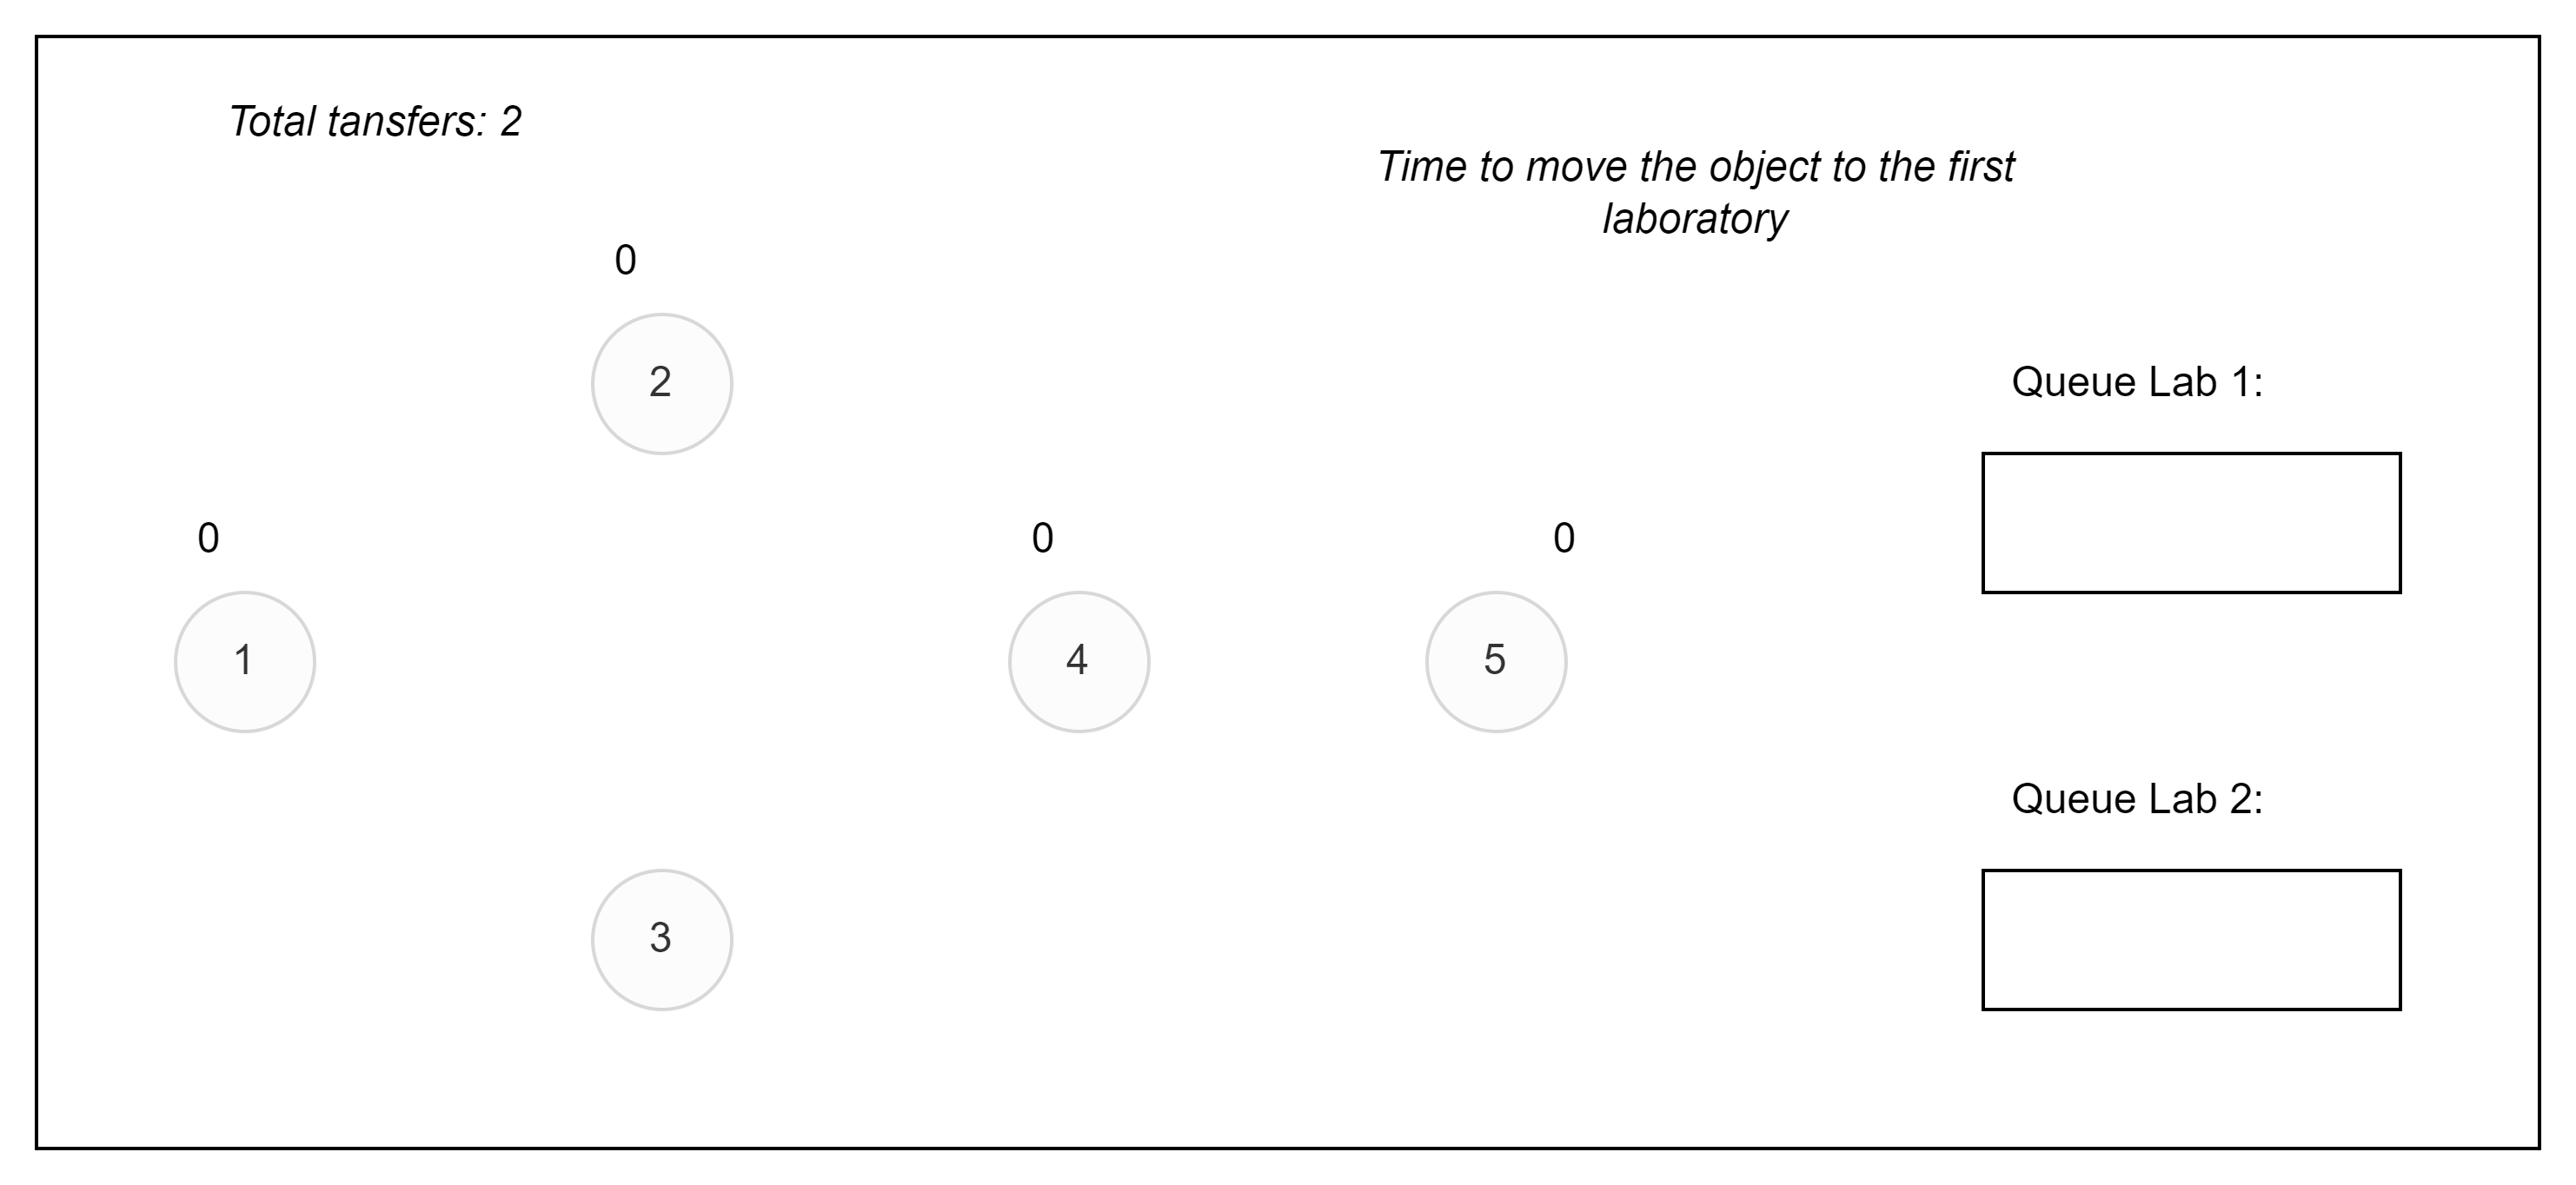 Total tansfers: 2
Time to move the object to the first
laboratory
0
2
Queue Lab 1:
0
0
0
1
4
5
Queue Lab 2:
3